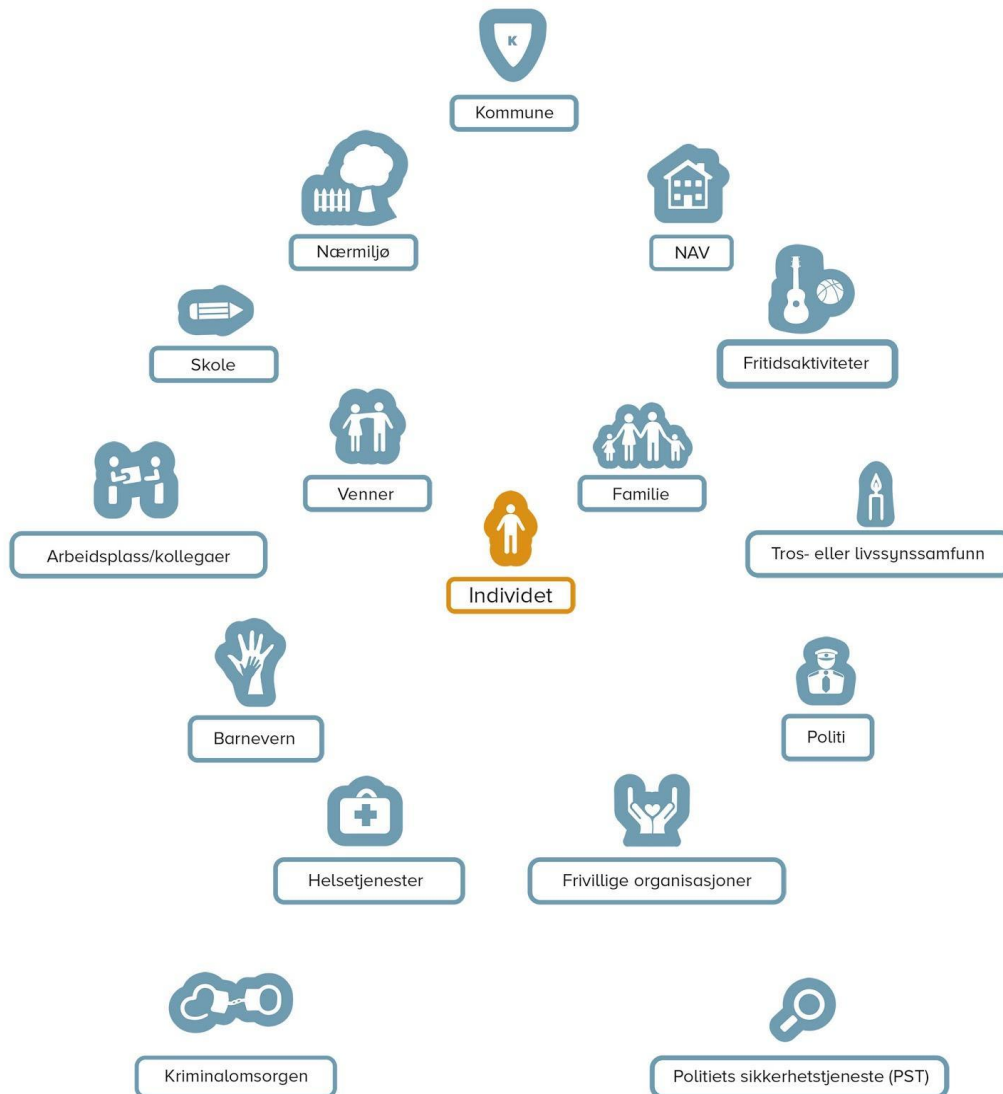 K
Kommune
Nærmiljø
NAV
Skole
Fritidsaktiviteter
Venner
Familie
Arbeidsplass/kollegaer
Individet
Tros- eller livssynssamfunn
Barnevern
Politi
Helsetjenester
Frivillige organisasjoner
Kriminalomsorgen
Politiets sikkerhetstjeneste (PST)